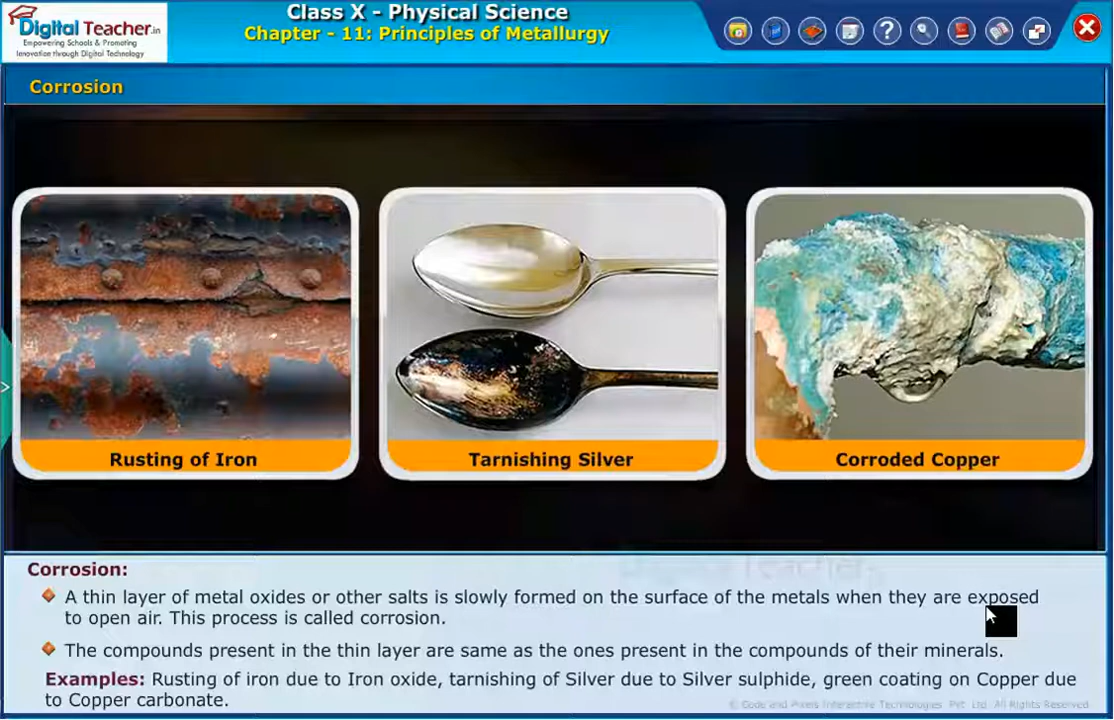 Digital Teacher.in
Empowering Schools & Promoting
Innovation through Digital Technology
Class X - Physical Science
Chapter - 11: Principles of Metallurgy
Corrosion
Rusting of Iron
Tarnishing Silver
Corroded Copper
Corrosion:
A thin layer of metal oxides or other salts is slowly formed on the surface of the metals when they are exposed
to open air. This process is called corrosion.
The compounds present in the thin layer are same as the ones present in the compounds of their minerals.
Examples: Rusting of iron due to Iron oxide, tarnishing of Silver due to Silver sulphide, green coating on Copper due
to Copper carbonate.
© Code and Pixels Interactive Technologies Pvt. Ltd. All Rights Reserved.